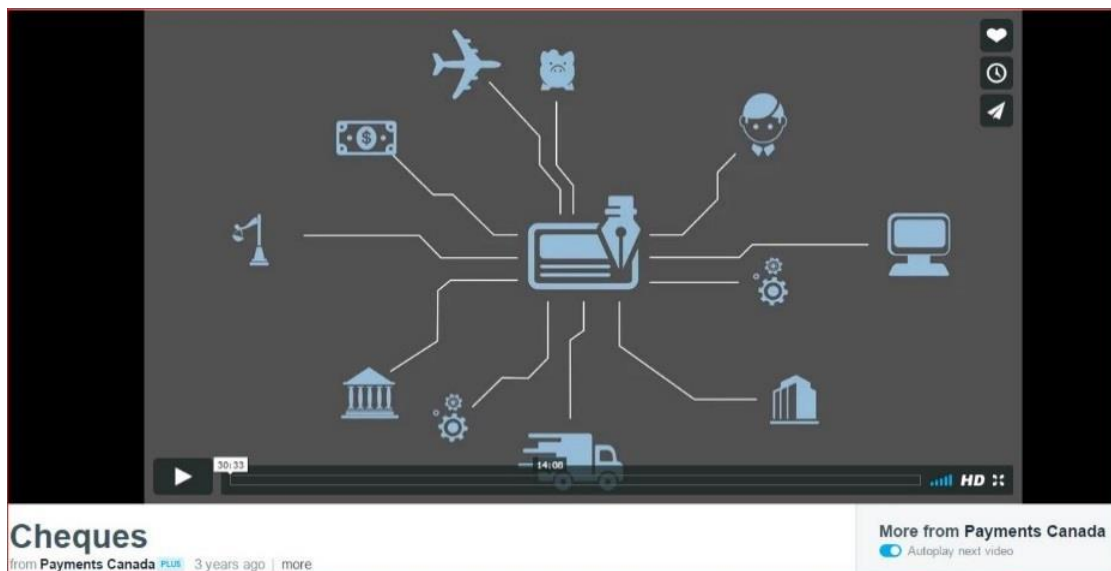 $
30:33
14:08
HD
Cheques
from Payments Canada PLUS 3 years ago | more
More from Payments Canada
Autoplay next video